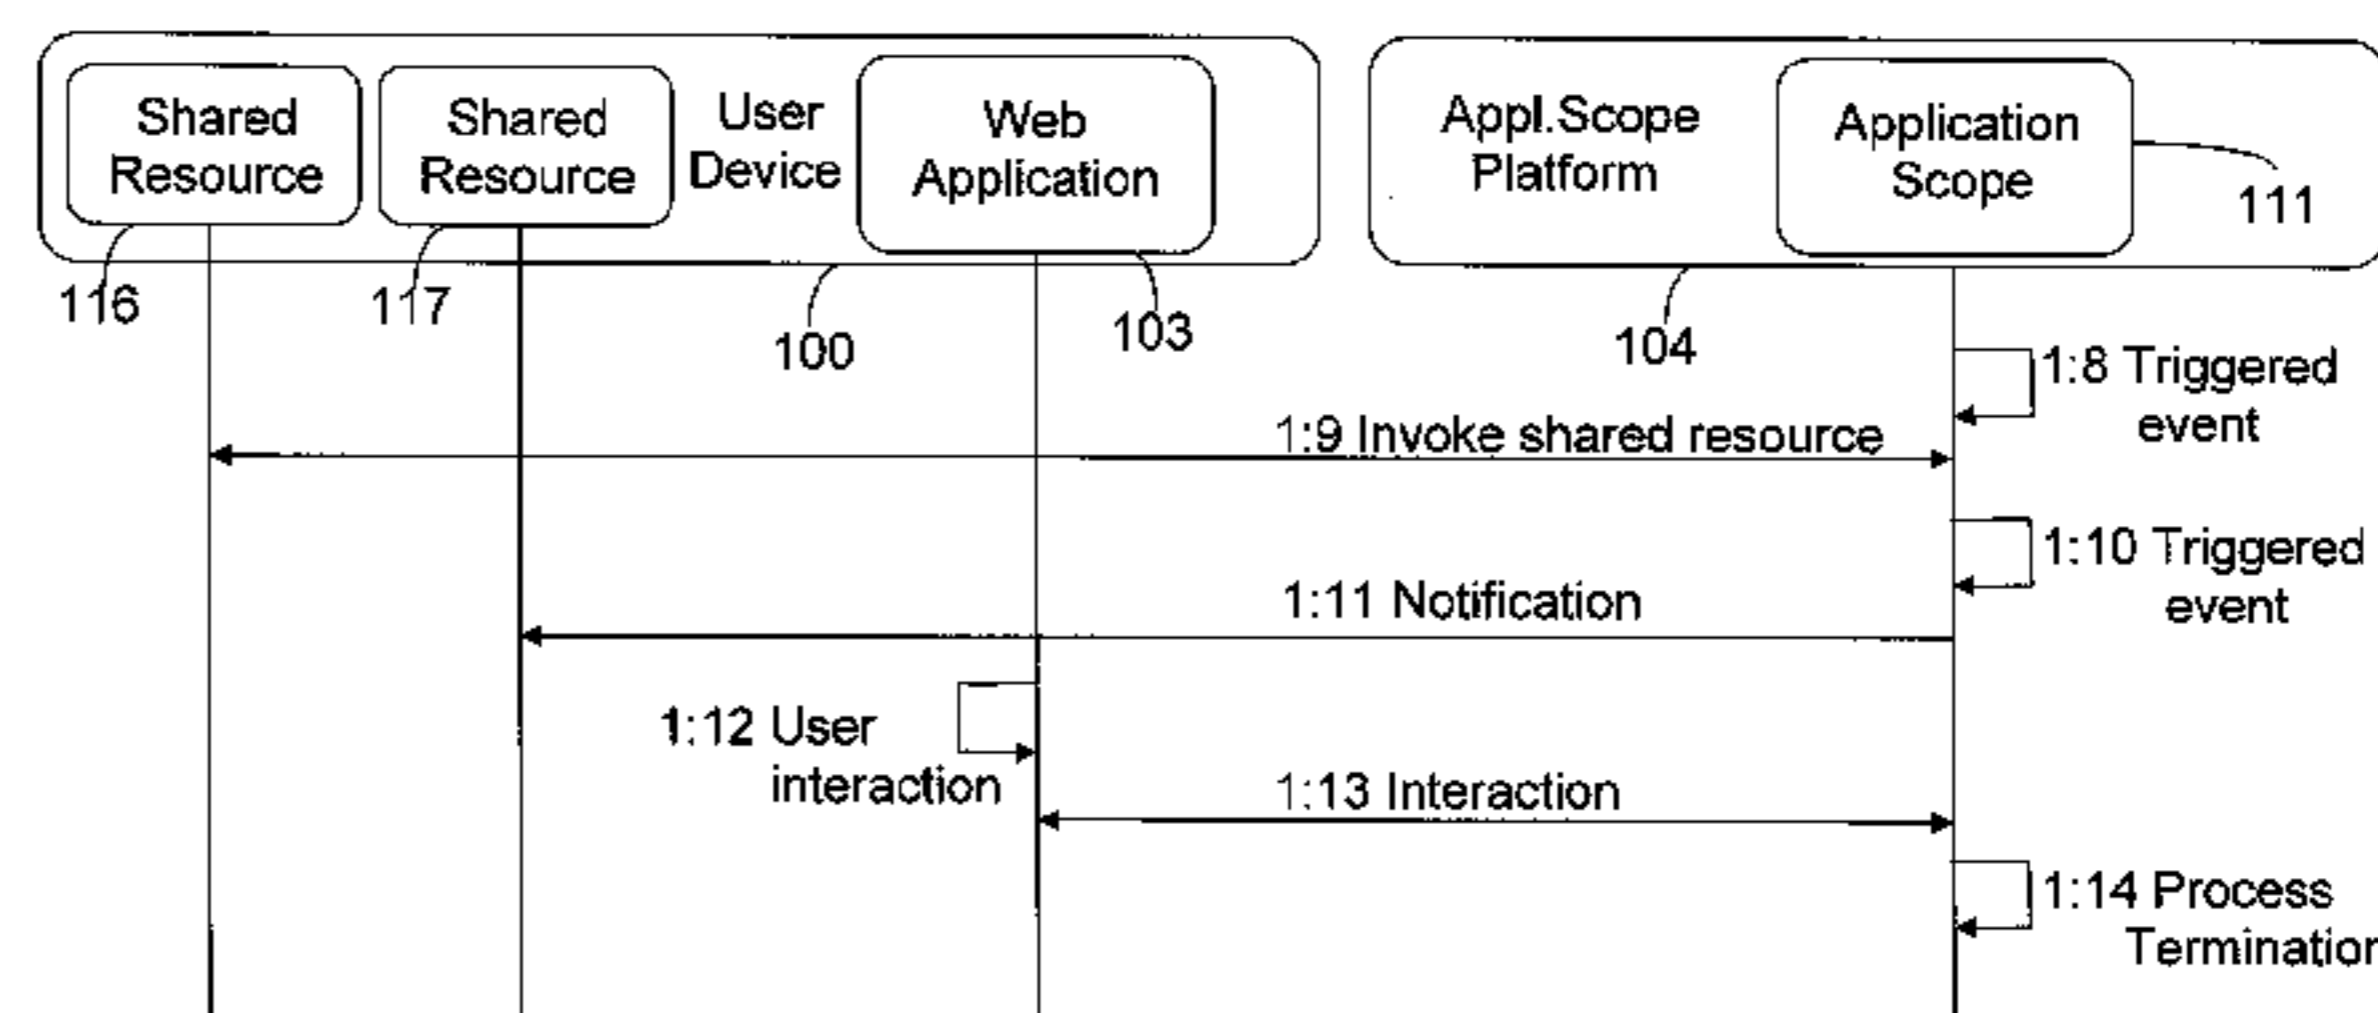 Shared
Resource
Shared
Resource
User
Device
Web
Application
Appl.Scope
Platform
Application
Scope
111
116
117
100
103
104
1:8 Triggered
event
1:9 Invoke shared resource
1:10 Triggered
event
1:11 Notification
1:12 User
interaction
1:13 Interaction
1:14 Process
Termination